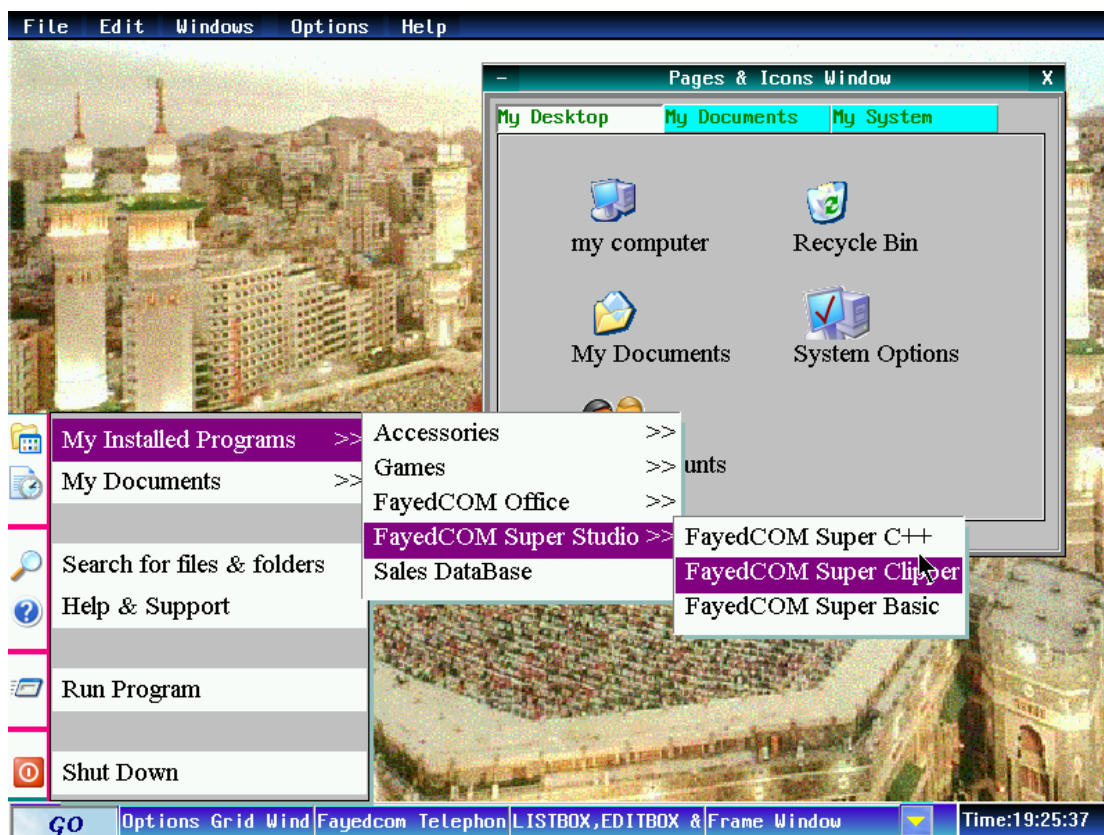 File Edit Windows Options Help
- Pages & Icons Window X
My Desktop My Documents My System
my computer Recycle Bin
My Documents System Options
unts
My Installed Programs >>
My Documents >>
Search for files & folders
Help & Support
Run Program
Shut Down
Accessories >>
Games >>
FayedCOM Office >>
FayedCOM Super Studio >>
Sales DataBase
FayedCOM Super C++
FayedCOM Super Clipper
FayedCOM Super Basic
GO Options Grid Wind Fayedcom Telephon LISTBOX,EDITBOX & Frame Window Time:19:25:37